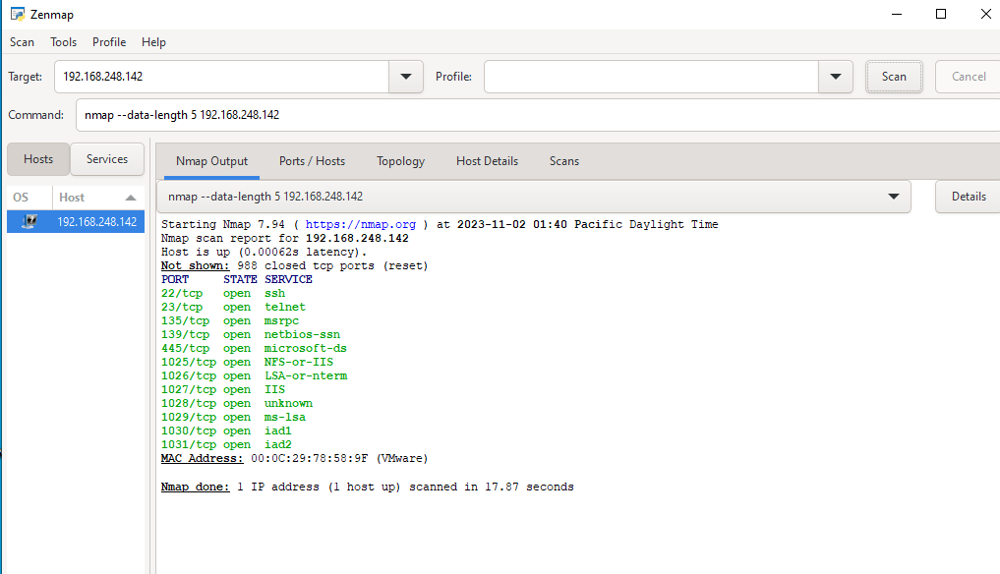 Zenmap
Scan Tools Profile Help
Target: 192.168.248.142 Profile: Scan Cancel
Command: nmap --data-length 5 192.168.248.142
Hosts Services
Nmap Output Ports / Hosts Topology Host Details Scans
OS Host
192.168.248.142
nmap --data-length 5 192.168.248.142 Details
Starting Nmap 7.94 ( https://nmap.org ) at 2023-11-02 01:40 Pacific Daylight Time
Nmap scan report for 192.168.248.142
Host is up (0.00062s latency).
Not shown: 988 closed tcp ports (reset)
PORT STATE SERVICE
22/tcp open ssh
23/tcp open telnet
135/tcp open msrpc
139/tcp open netbios-ssn
445/tcp open microsoft-ds
1025/tcp open NFS-or-IIS
1026/tcp open LSA-or-nterm
1027/tcp open IIS
1028/tcp open unknown
1029/tcp open ms-lsa
1030/tcp open iad1
1031/tcp open iad2
MAC Address: 00:0C:29:78:58:9F (VMware)
Nmap done: 1 IP address (1 host up) scanned in 17.87 seconds